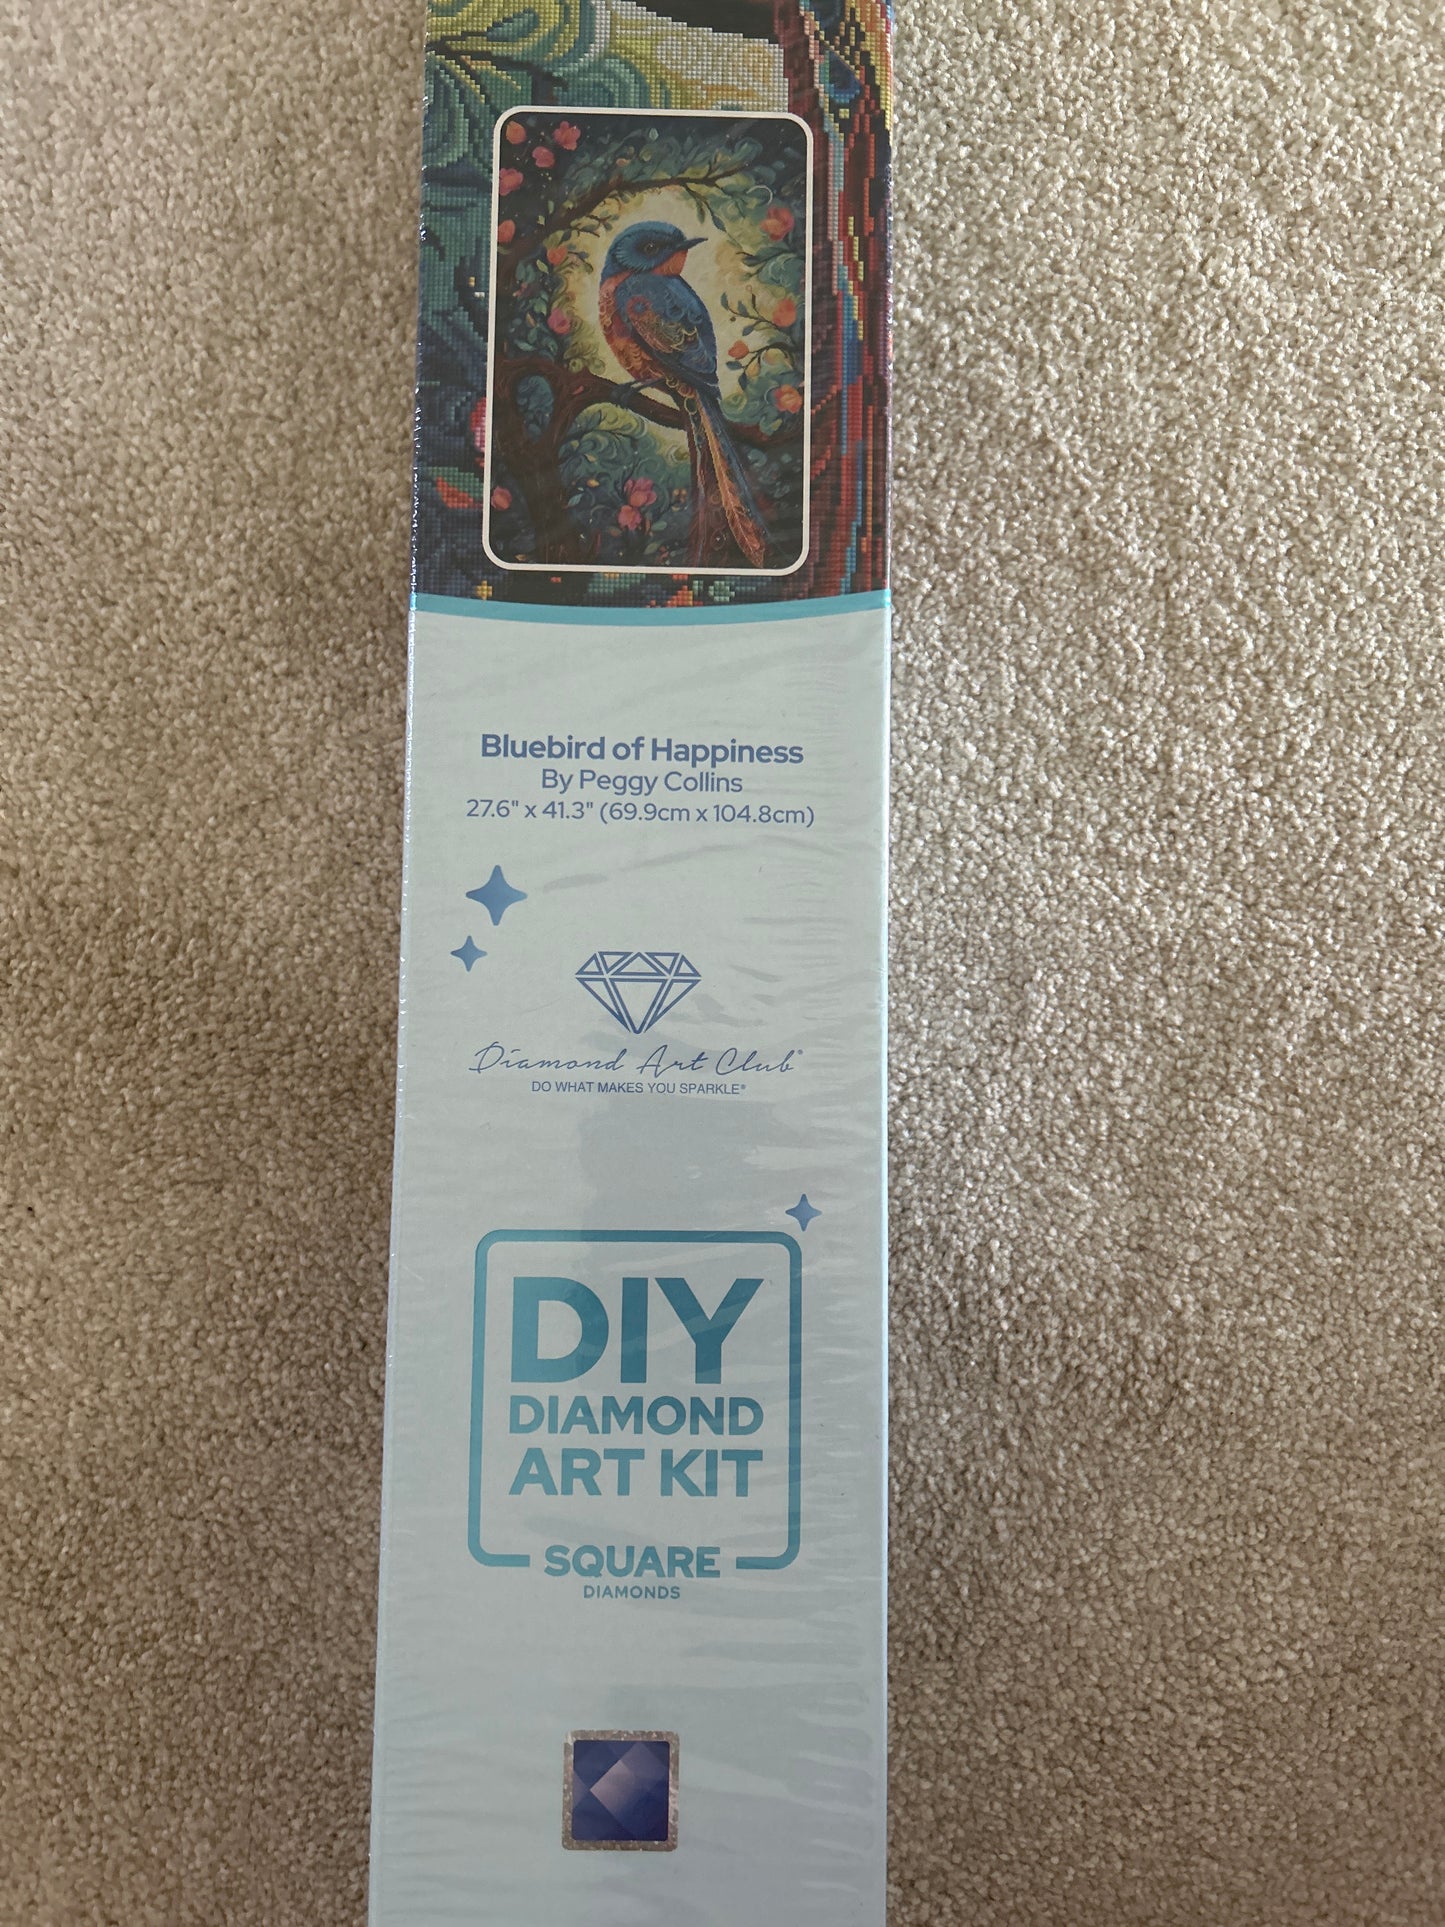 Bluebird of Happiness
By Peggy Collins
27.6" x 41.3" (69.9cm x 104.8cm)
Diamond Art Club®
DO WHAT MAKES YOU SPARKLE®
DIY
DIAMOND
ART KIT
SQUARE
DIAMONDS